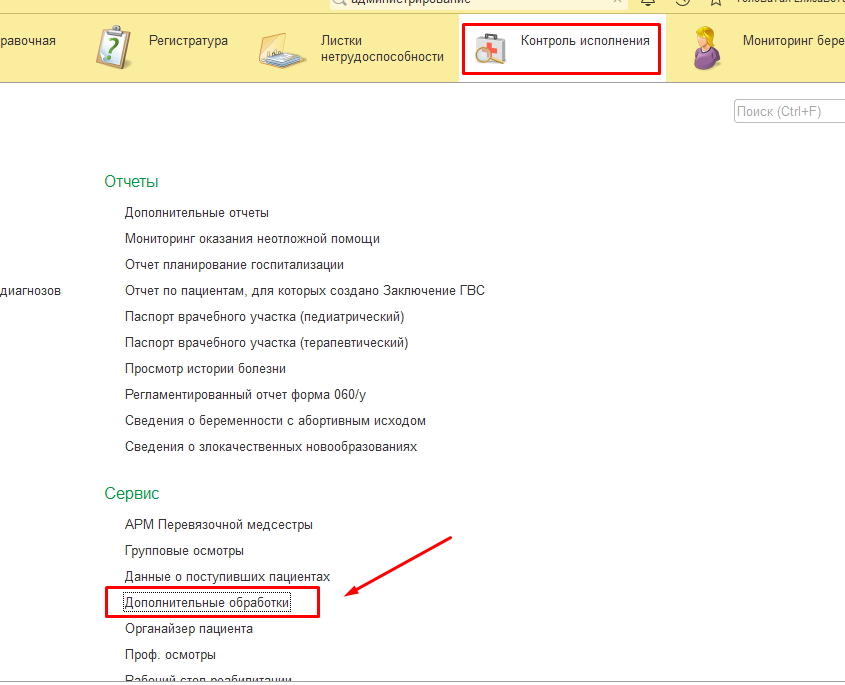 администрирование
равочная
Регистратура
Листки
нетрудоспособности
Контроль исполнения
Мониторинг бере
Поиск (Ctrl+F)
Отчеты
Дополнительные отчеты
Мониторинг оказания неотложной помощи
Отчет планирование госпитализации
диагнозов
Отчет по пациентам, для которых создано Заключение ГВС
Паспорт врачебного участка (педиатрический)
Паспорт врачебного участка (терапевтический)
Просмотр истории болезни
Регламентированный отчет форма 060/у
Сведения о беременности с абортивным исходом
Сведения о злокачественных новообразованиях
Сервис
АРМ Перевязочной медсестры
Групповые осмотры
Данные о поступивших пациентах
Дополнительные обработки
Органайзер пациента
Проф. осмотры
Рабочий стол реабилитации